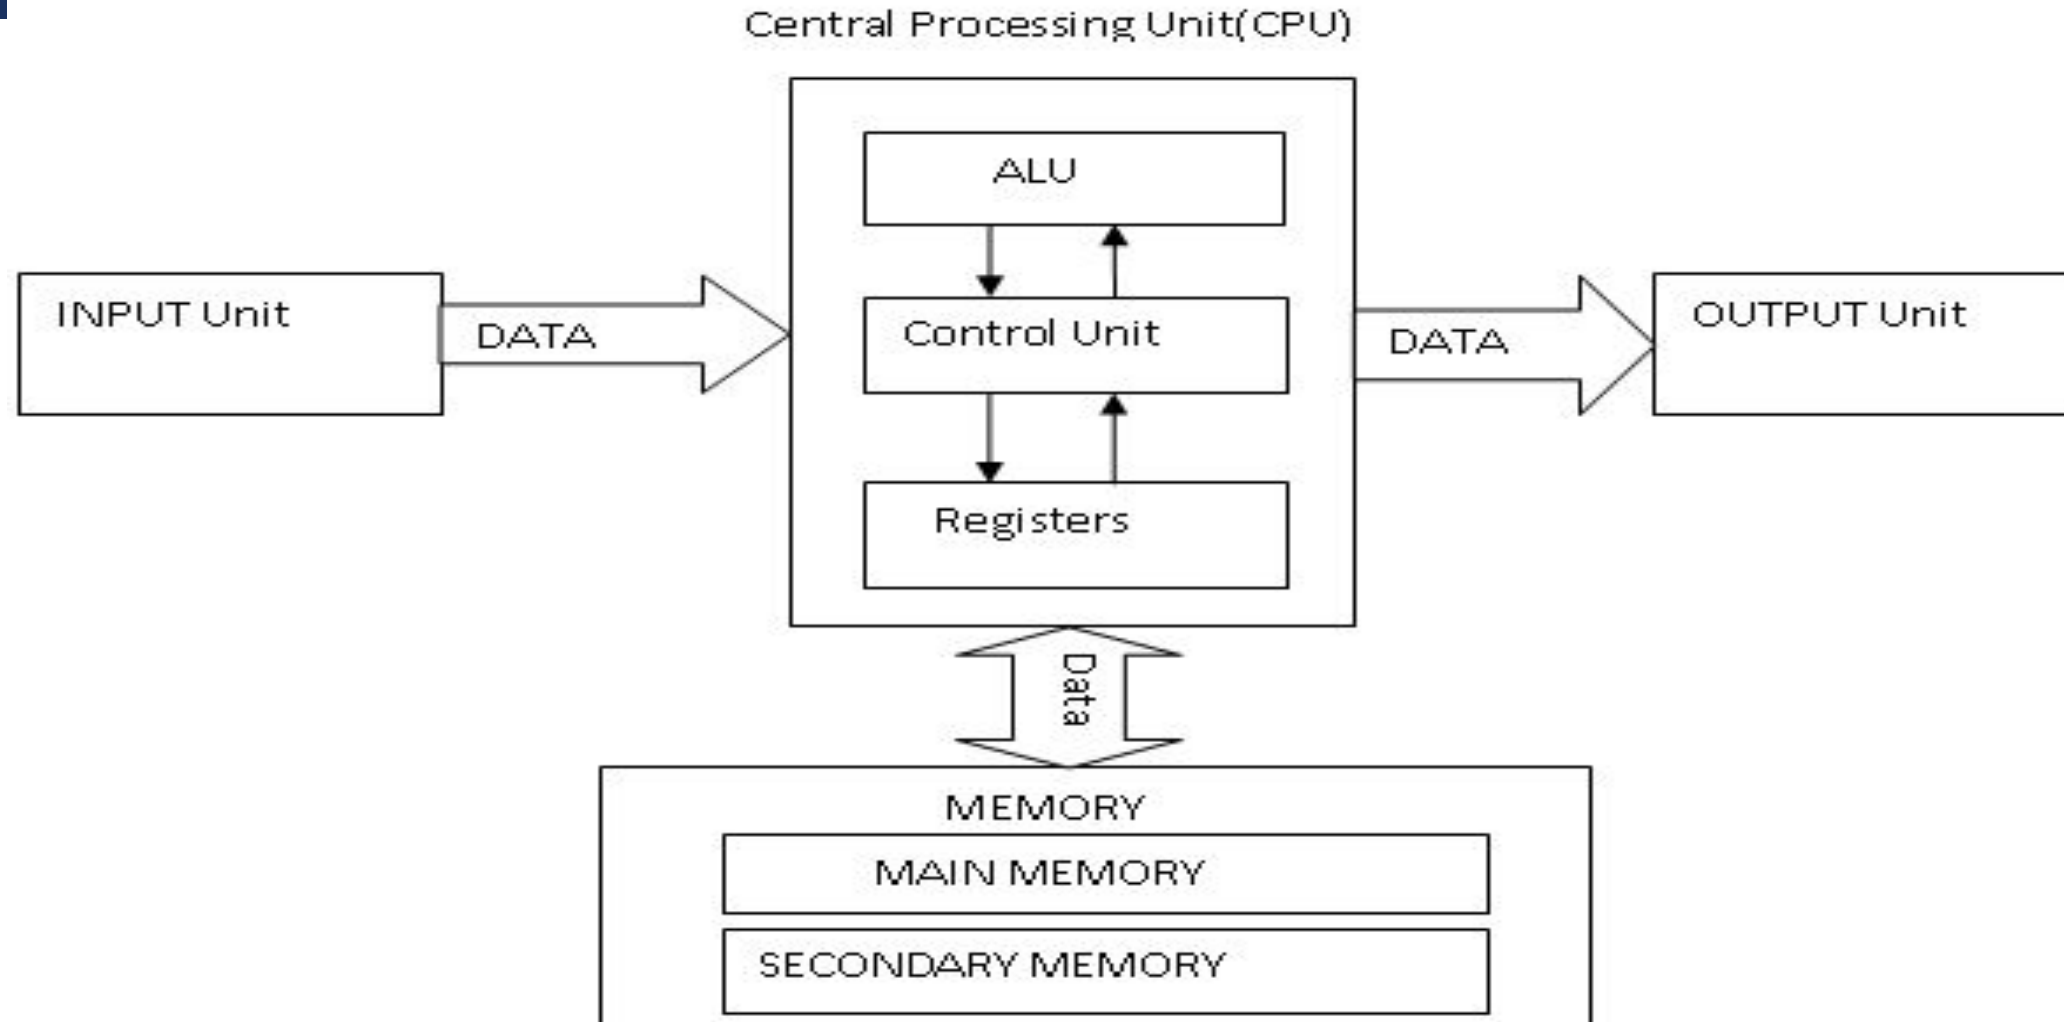 Central Processing Unit(CPU)
ALU
INPUT Unit
DATA
Control Unit
DATA
OUTPUT Unit
Registers
Data
MEMORY
MAIN MEMORY
SECONDARY MEMORY